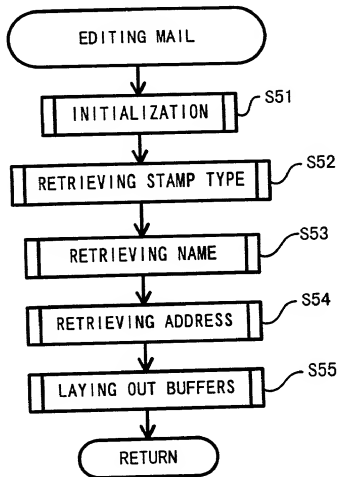 EDITING MAIL
INITIALIZATION
S51
RETRIEVING STAMP TYPE
S52
RETRIEVING NAME
S53
RETRIEVING ADDRESS
S54
LAYING OUT BUFFERS
S55
RETURN